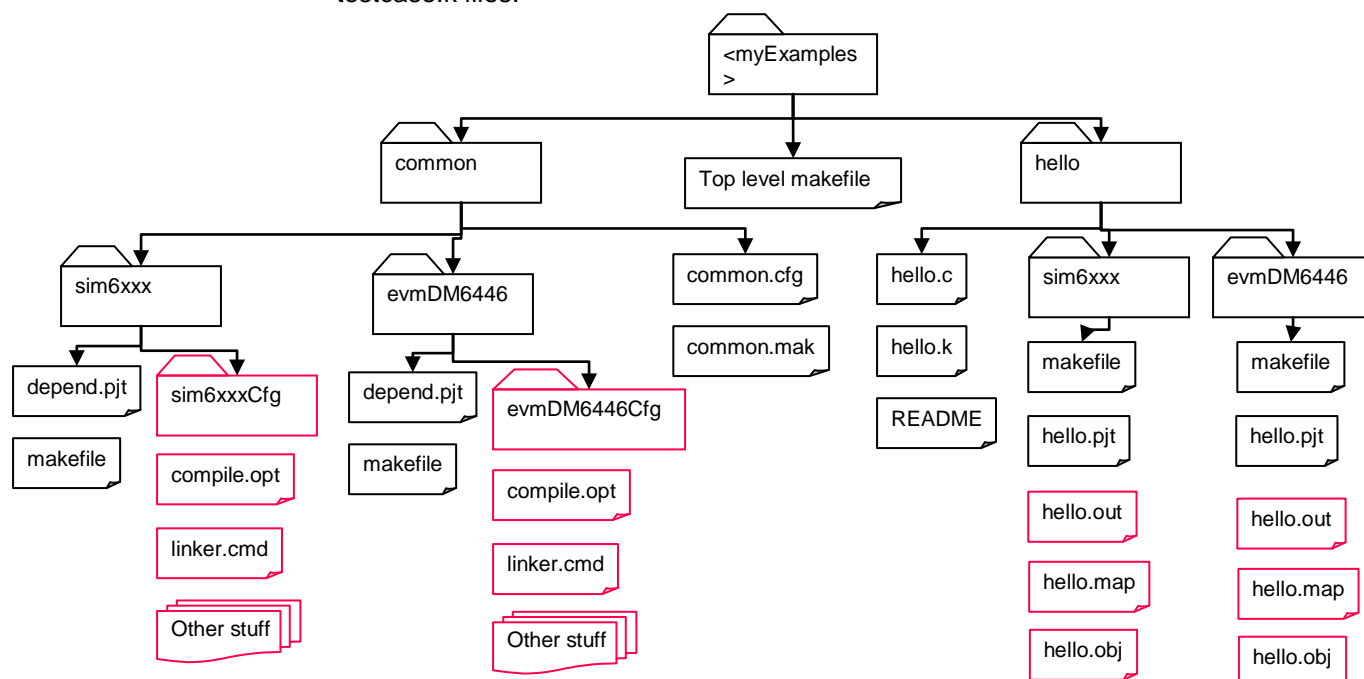 testcase.k files.
<myExamples
>
common
Top level makefile
hello
sim6xxx
evmDM6446
common.cfg
hello.c
sim6xxx
evmDM6446
common.mak
hello.k
makefile
makefile
depend.pjt
sim6xxxCfg
depend.pjt
evmDM6446Cfg
README
hello.pjt
hello.pjt
makefile
compile.opt
makefile
compile.opt
hello.out
hello.out
linker.cmd
linker.cmd
hello.map
hello.map
Other stuff
Other stuff
hello.obj
hello.obj